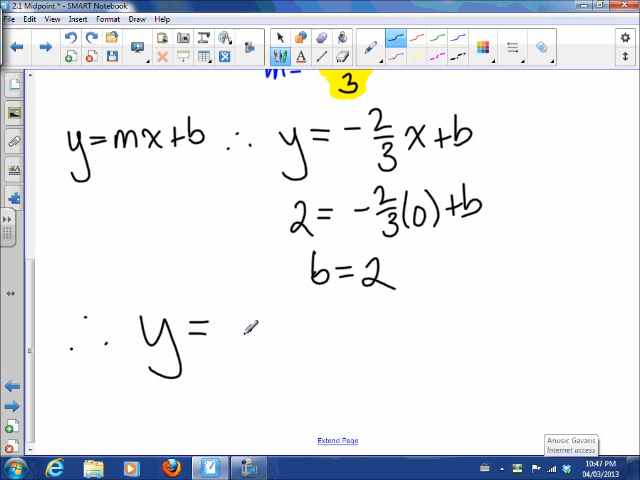 2.1 Midpoint * - SMART Notebook
File Edit View Insert Format Draw Help
m=
3
y=mx+b ∴ y= -2/3 x+b
2= -2/3(0)+b
b=2
∴ y=
Extend Page
Anusic Gavaris
Internet access
10:47 PM
04/03/2013